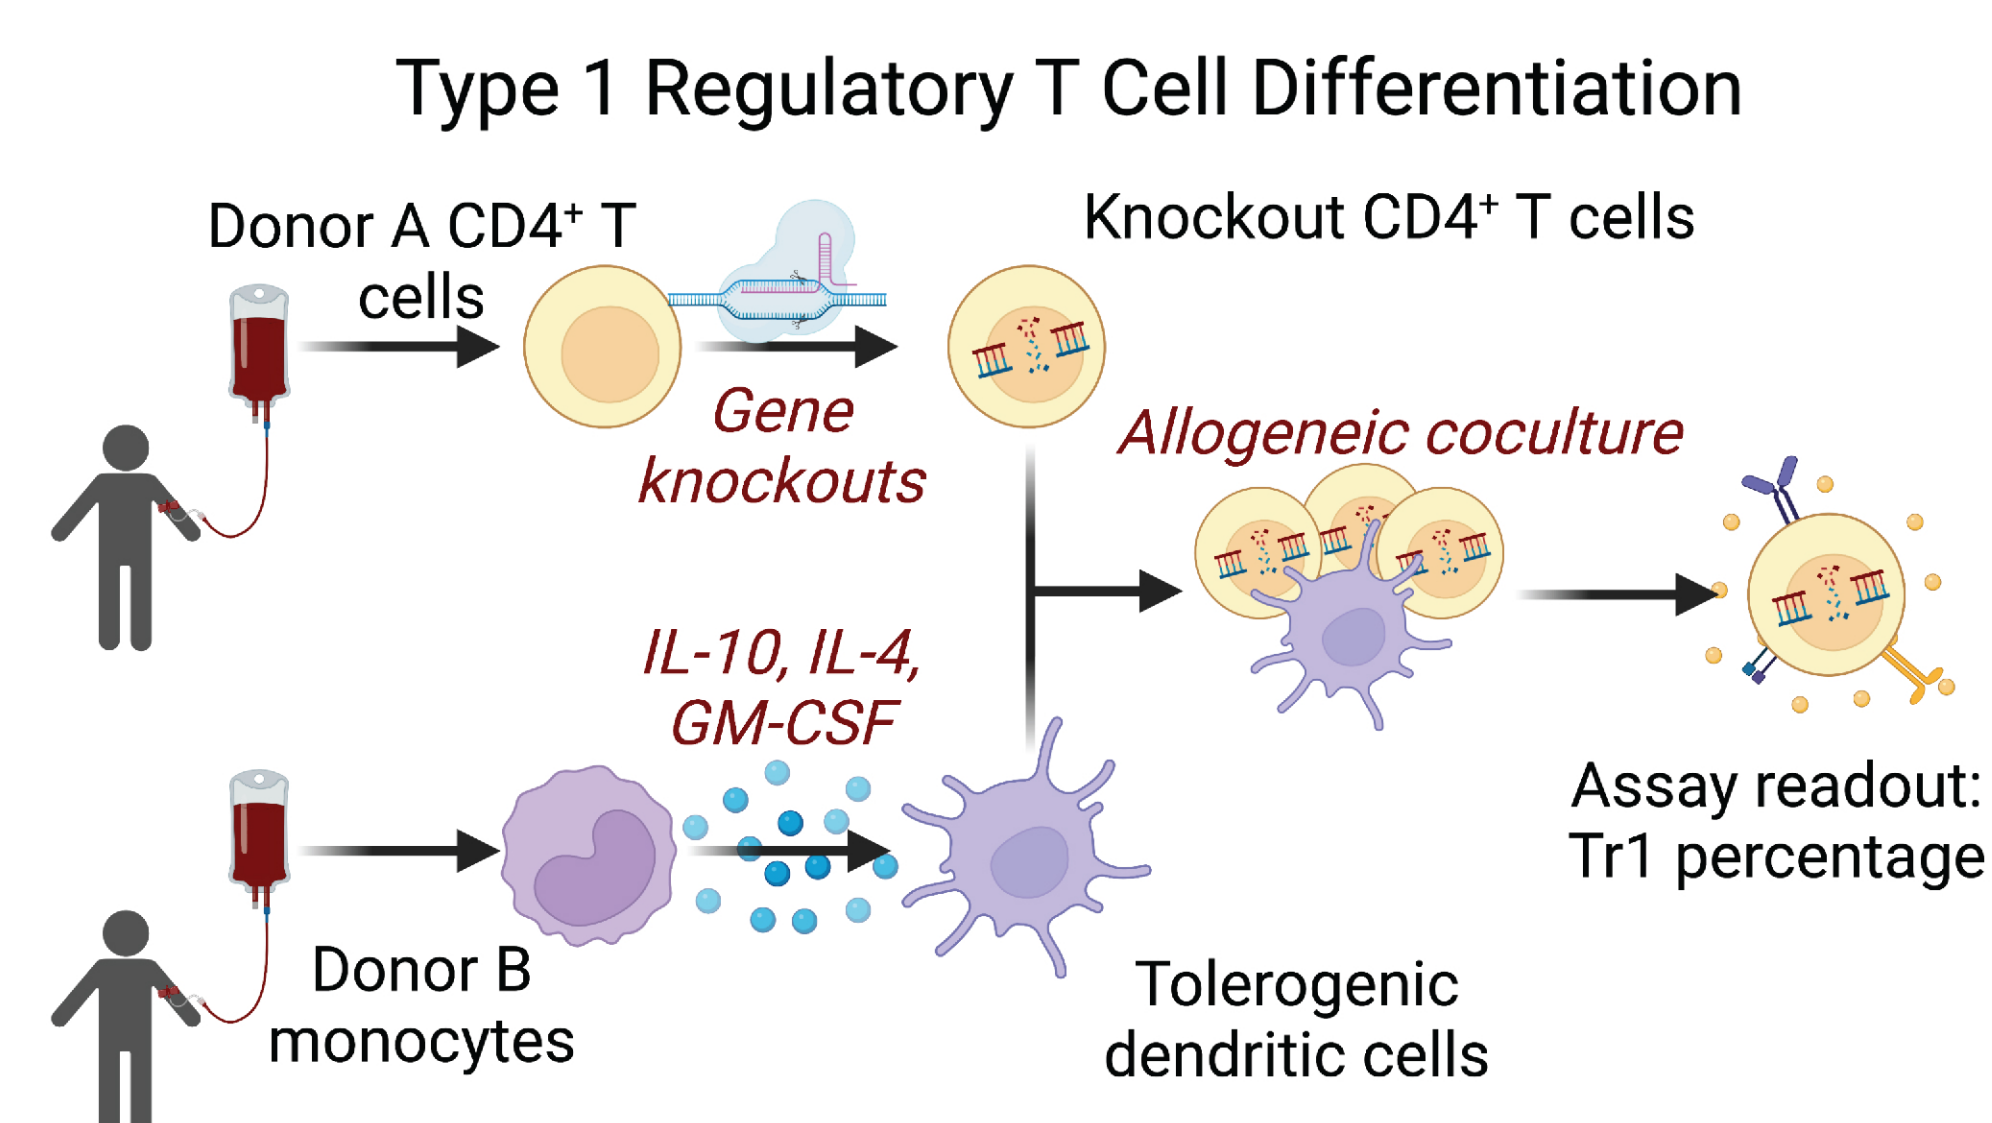 Type 1 Regulatory T Cell Differentiation
Donor A CD4⁺ T
cells
Knockout CD4⁺ T cells
Gene
knockouts
Allogeneic coculture
IL-10, IL-4,
GM-CSF
Assay readout:
Tr1 percentage
Donor B
monocytes
Tolerogenic
dendritic cells